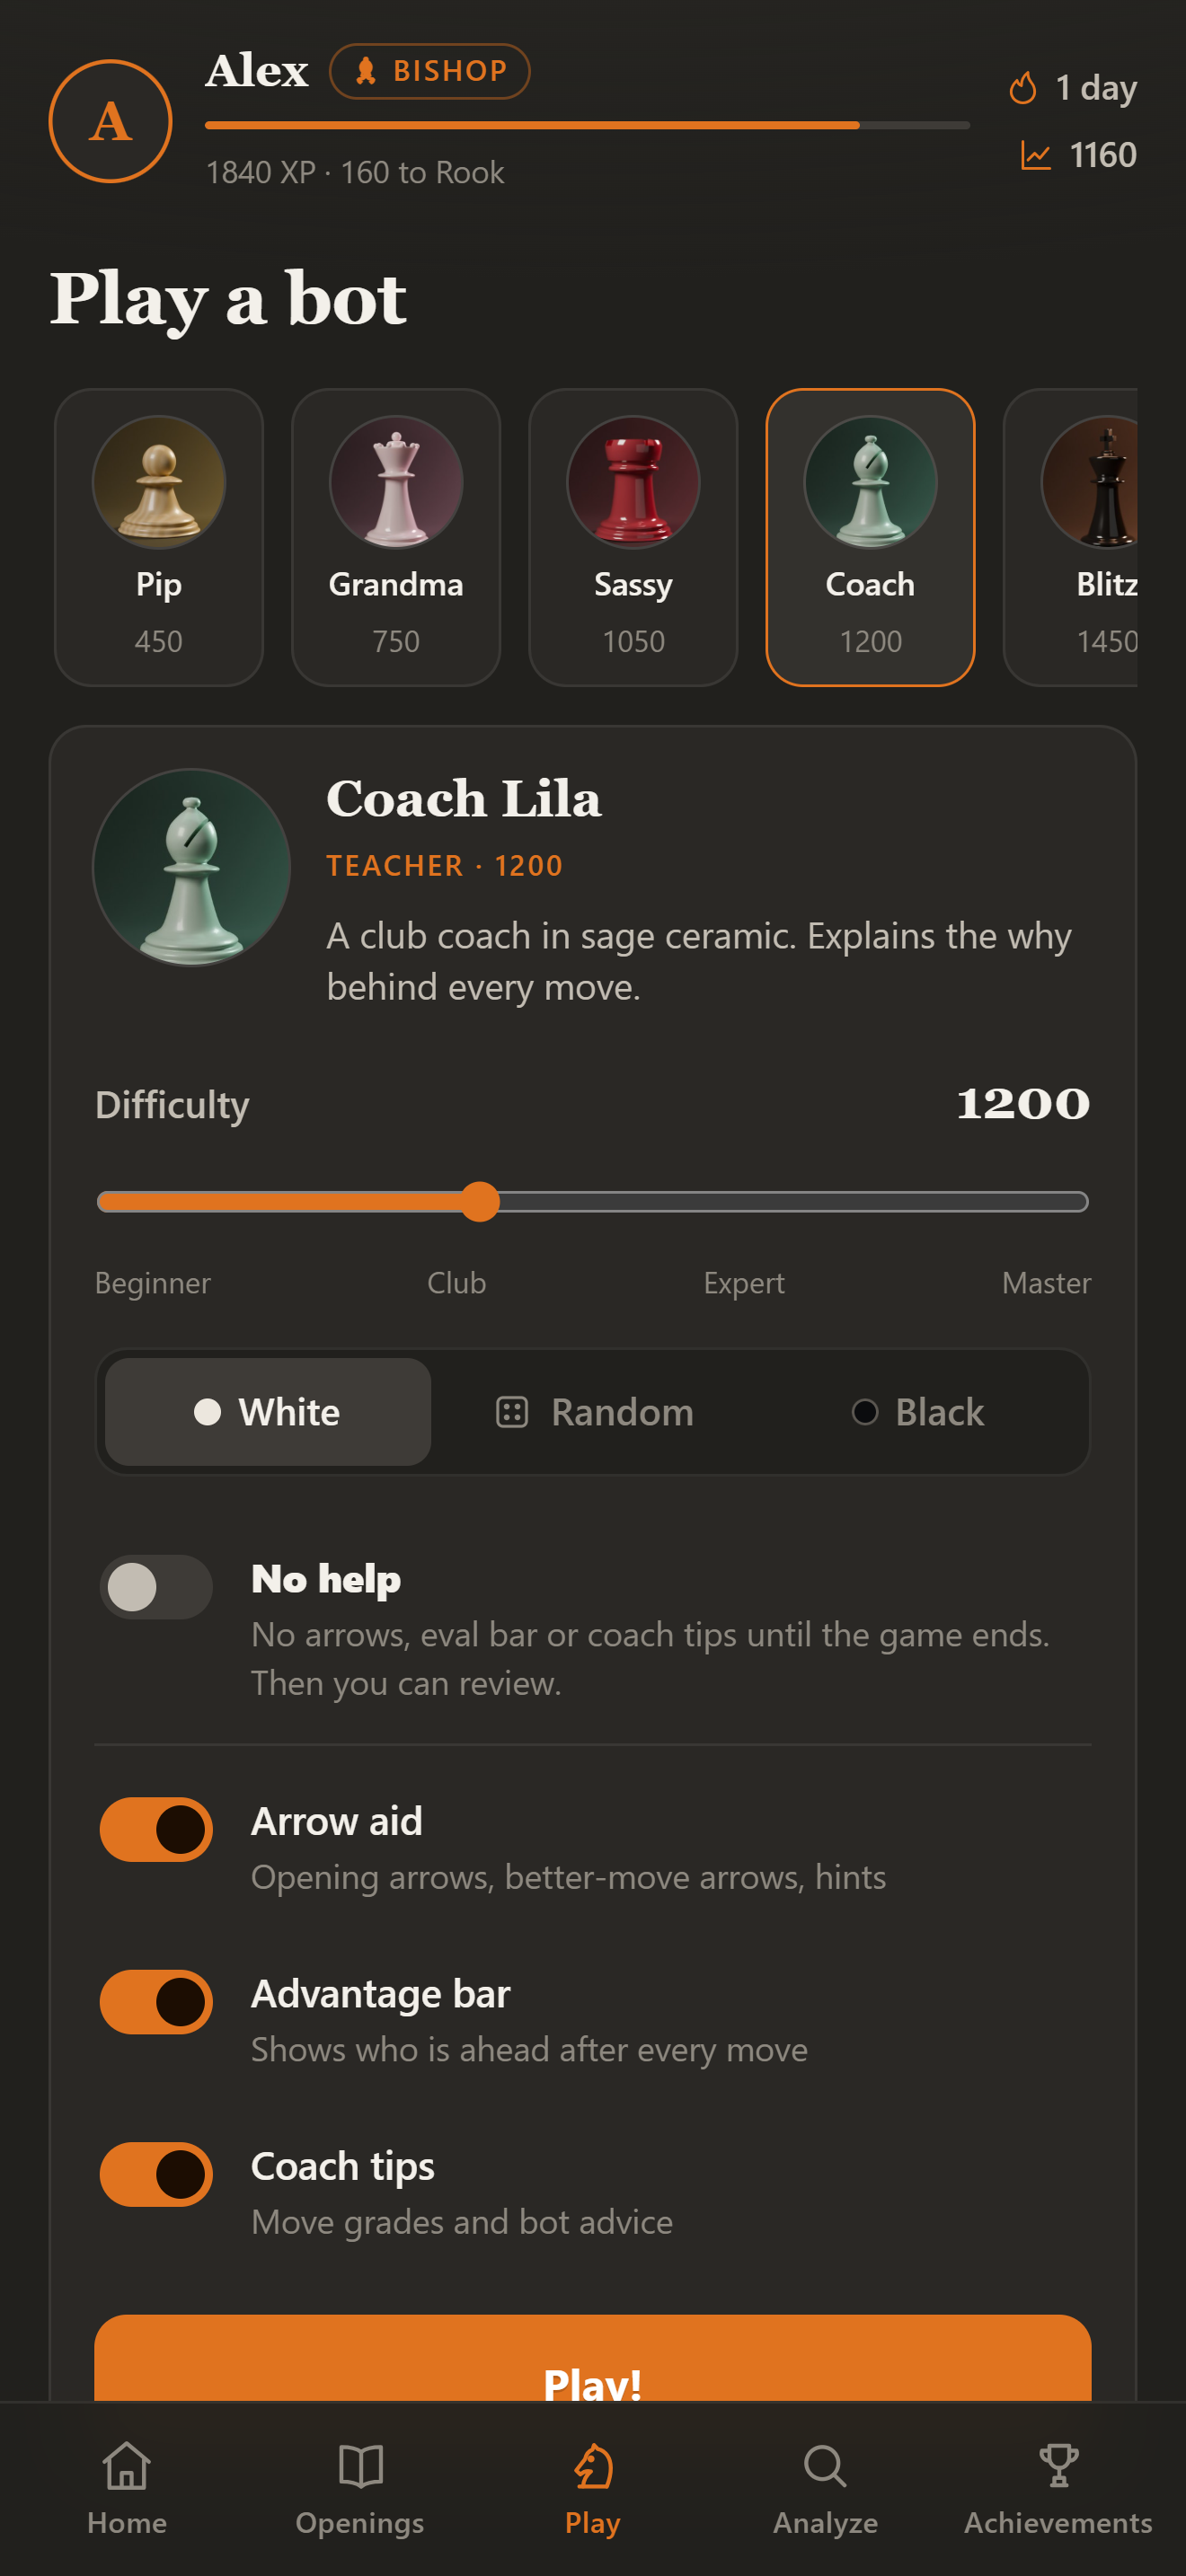 A
Alex
BISHOP
1 day
1840 XP · 160 to Rook
1160
Play a bot
Pip
Grandma
Sassy
Coach
Blitz
450
750
1050
1200
1450
Coach Lila
TEACHER · 1200
A club coach in sage ceramic. Explains the why
behind every move.
Difficulty
1200
Beginner
Club
Expert
Master
White
Random
Black
No help
No arrows, eval bar or coach tips until the game ends.
Then you can review.
Arrow aid
Opening arrows, better-move arrows, hints
Advantage bar
Shows who is ahead after every move
Coach tips
Move grades and bot advice
Play!
Home
Openings
Play
Analyze
Achievements